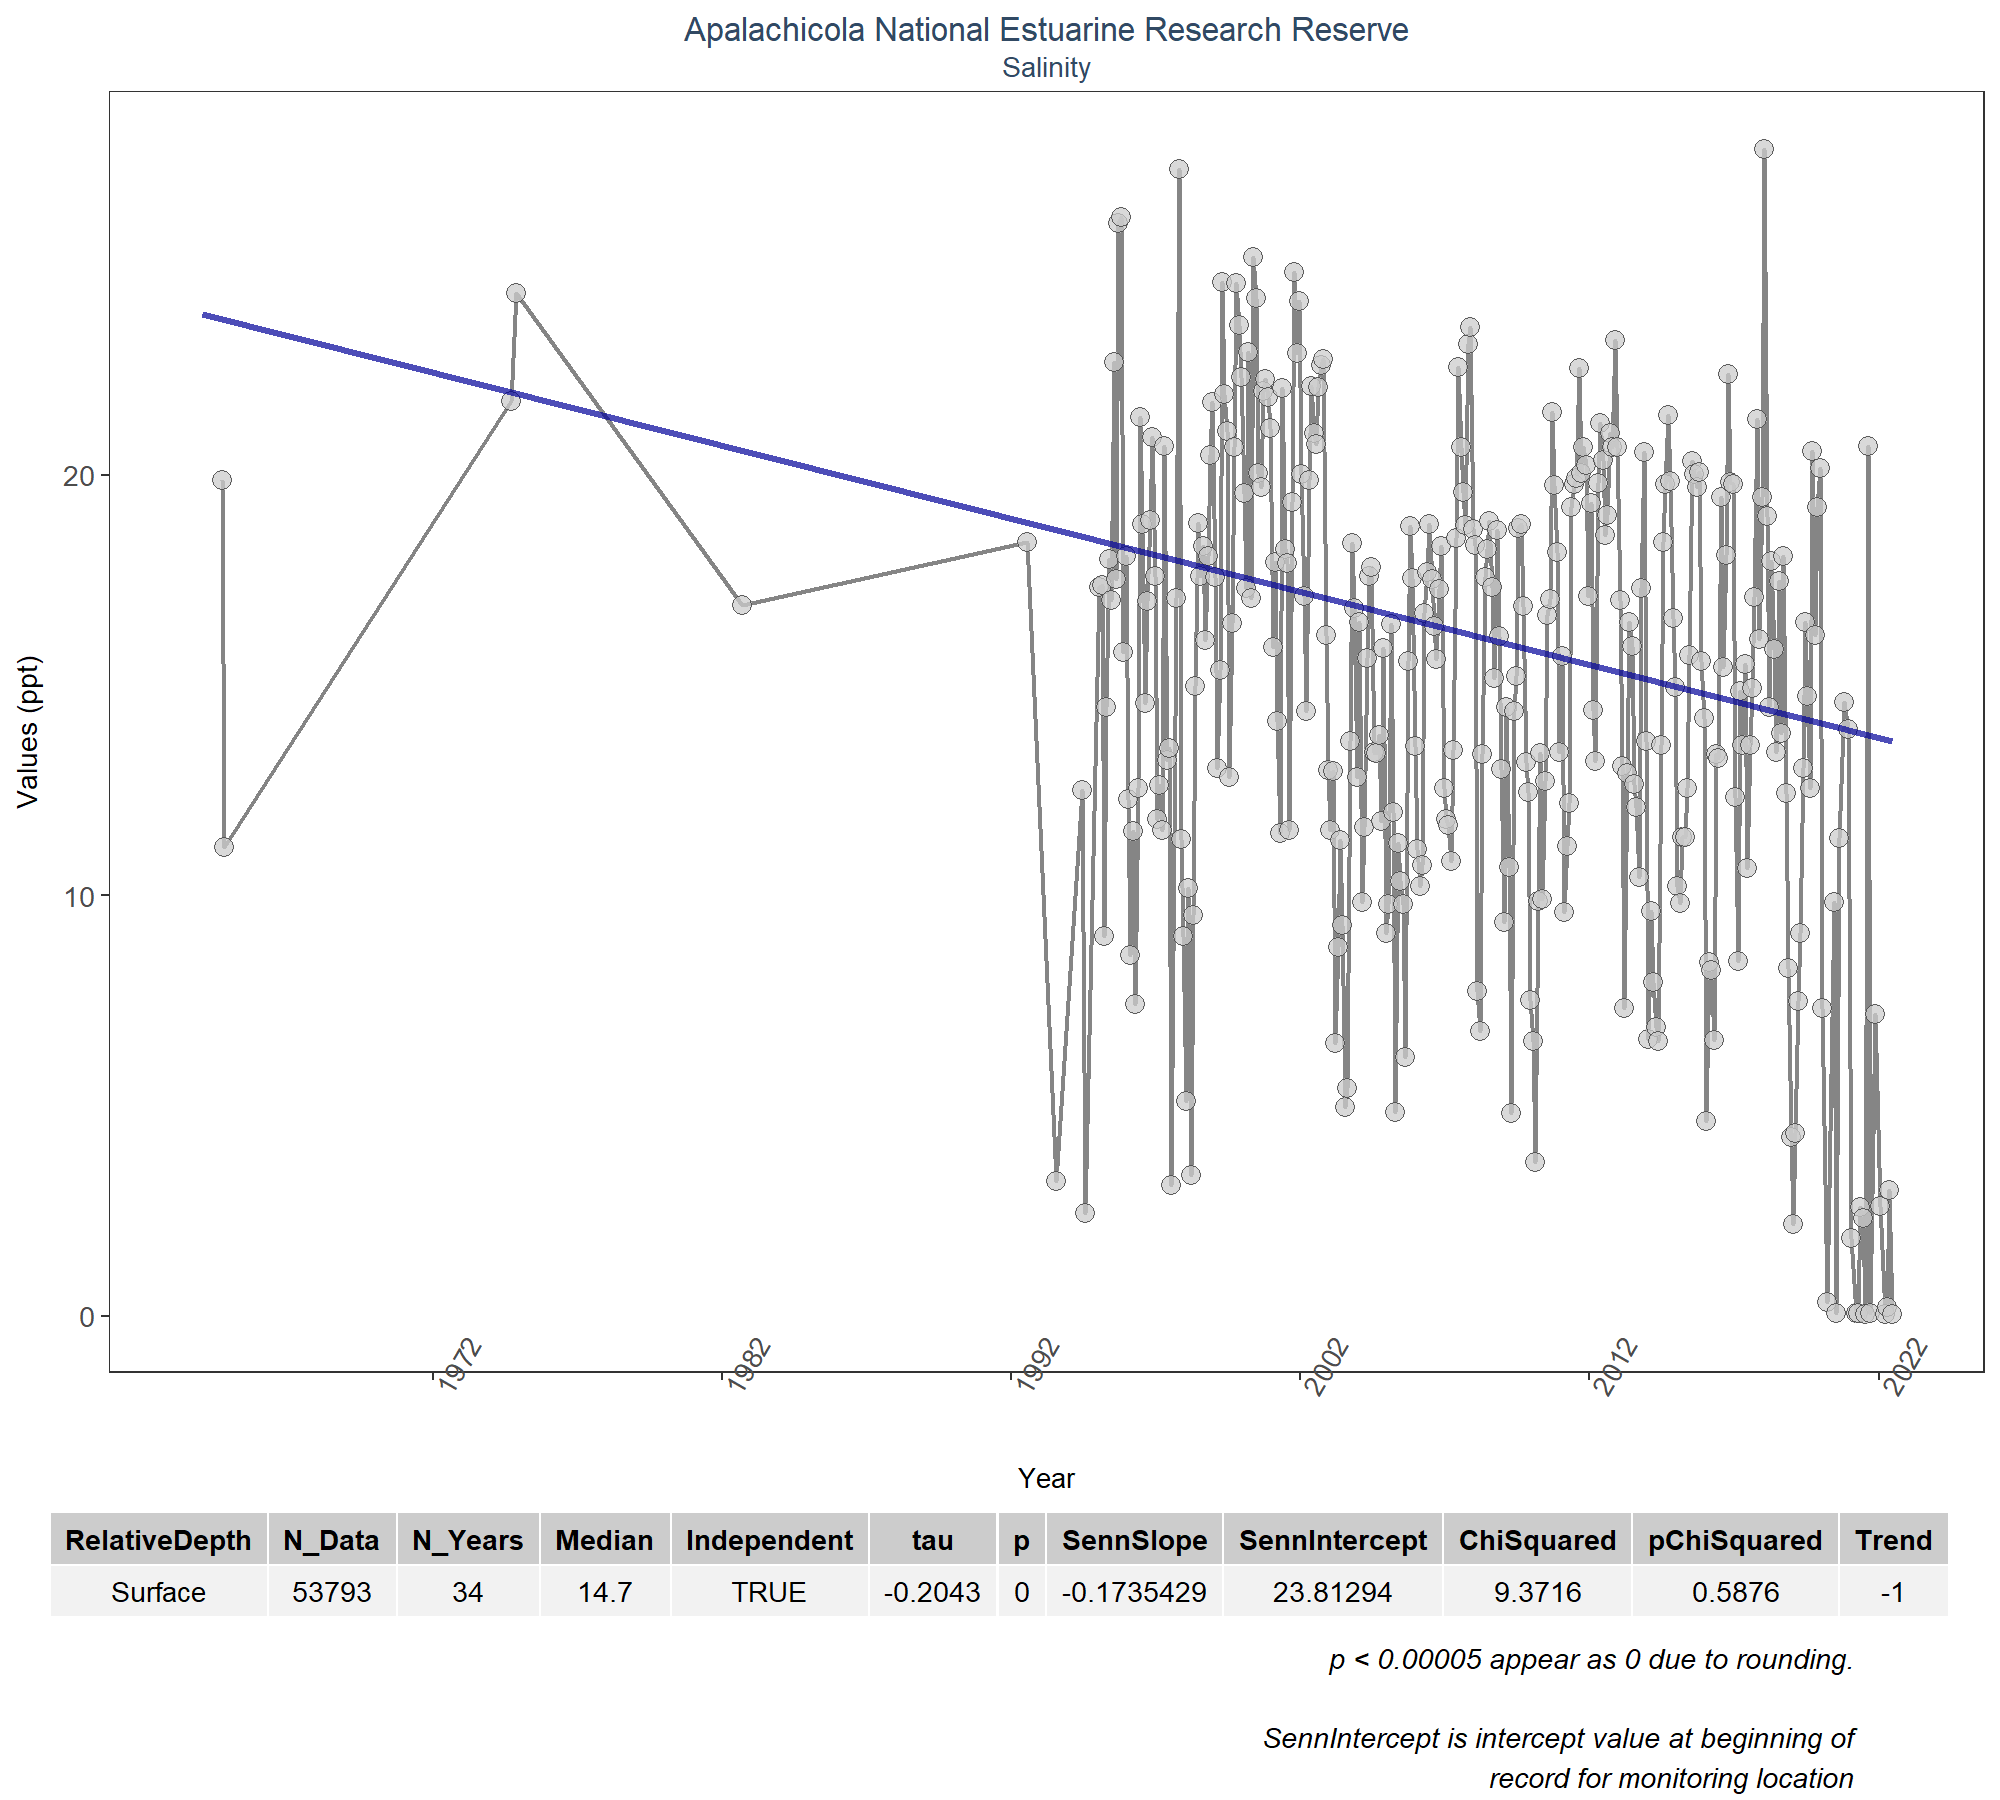 Apalachicola National Estuarine Research Reserve
Salinity
Values (ppt)
20
10
0
1972 1982 1992 2002 2012 2022
Year
RelativeDepth N_Data N_Years Median Independent tau p SennSlope SennIntercept ChiSquared pChiSquared Trend
Surface 53793 34 14.7 TRUE -0.2043 0 -0.1735429 23.81294 9.3716 0.5876 -1
p < 0.00005 appear as 0 due to rounding.
SennIntercept is intercept value at beginning of
record for monitoring location